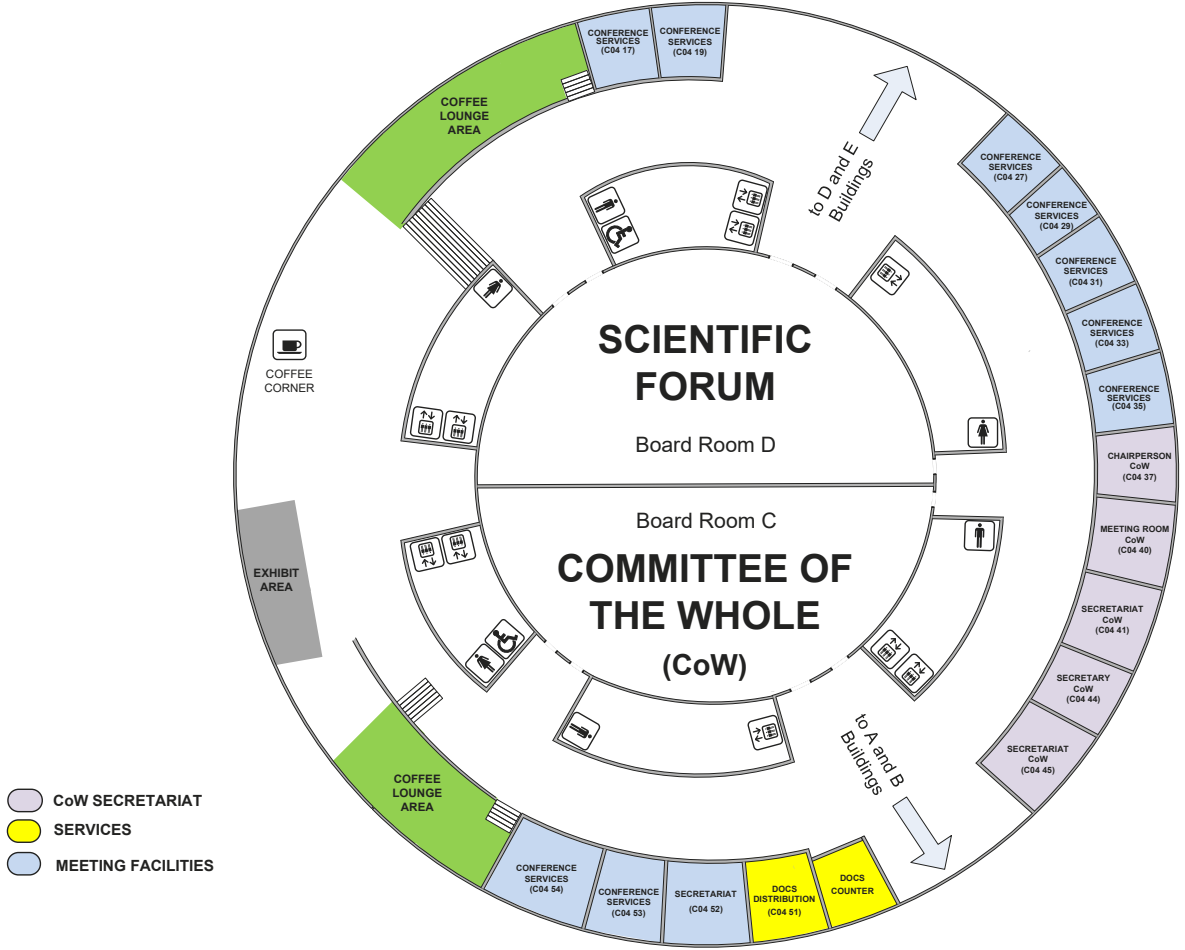 CONFERENCE
SERVICES
(C04 17)
CONFERENCE
SERVICES
(C04 19)
COFFEE
LOUNGE
AREA
to D and E
Buildings
CONFERENCE
SERVICES
(C04 27)
CONFERENCE
SERVICES
(C04 29)
CONFERENCE
SERVICES
(C04 31)
CONFERENCE
SERVICES
(C04 33)
CONFERENCE
SERVICES
(C04 35)
COFFEE
CORNER
SCIENTIFIC
FORUM
Board Room D
CHAIRPERSON
CoW
(C04 37)
Board Room C
COMMITTEE OF
THE WHOLE
(CoW)
MEETING ROOM
CoW
(C04 40)
EXHIBIT
AREA
SECRETARIAT
CoW
(C04 41)
SECRETARY
CoW
(C04 44)
SECRETARIAT
CoW
(C04 45)
to A and B
Buildings
COFFEE
LOUNGE
AREA
CoW SECRETARIAT
SERVICES
MEETING FACILITIES
CONFERENCE
SERVICES
(C04 54)
CONFERENCE
SERVICES
(C04 53)
SECRETARIAT
(C04 52)
DOCS
DISTRIBUTION
(C04 51)
DOCS
COUNTER